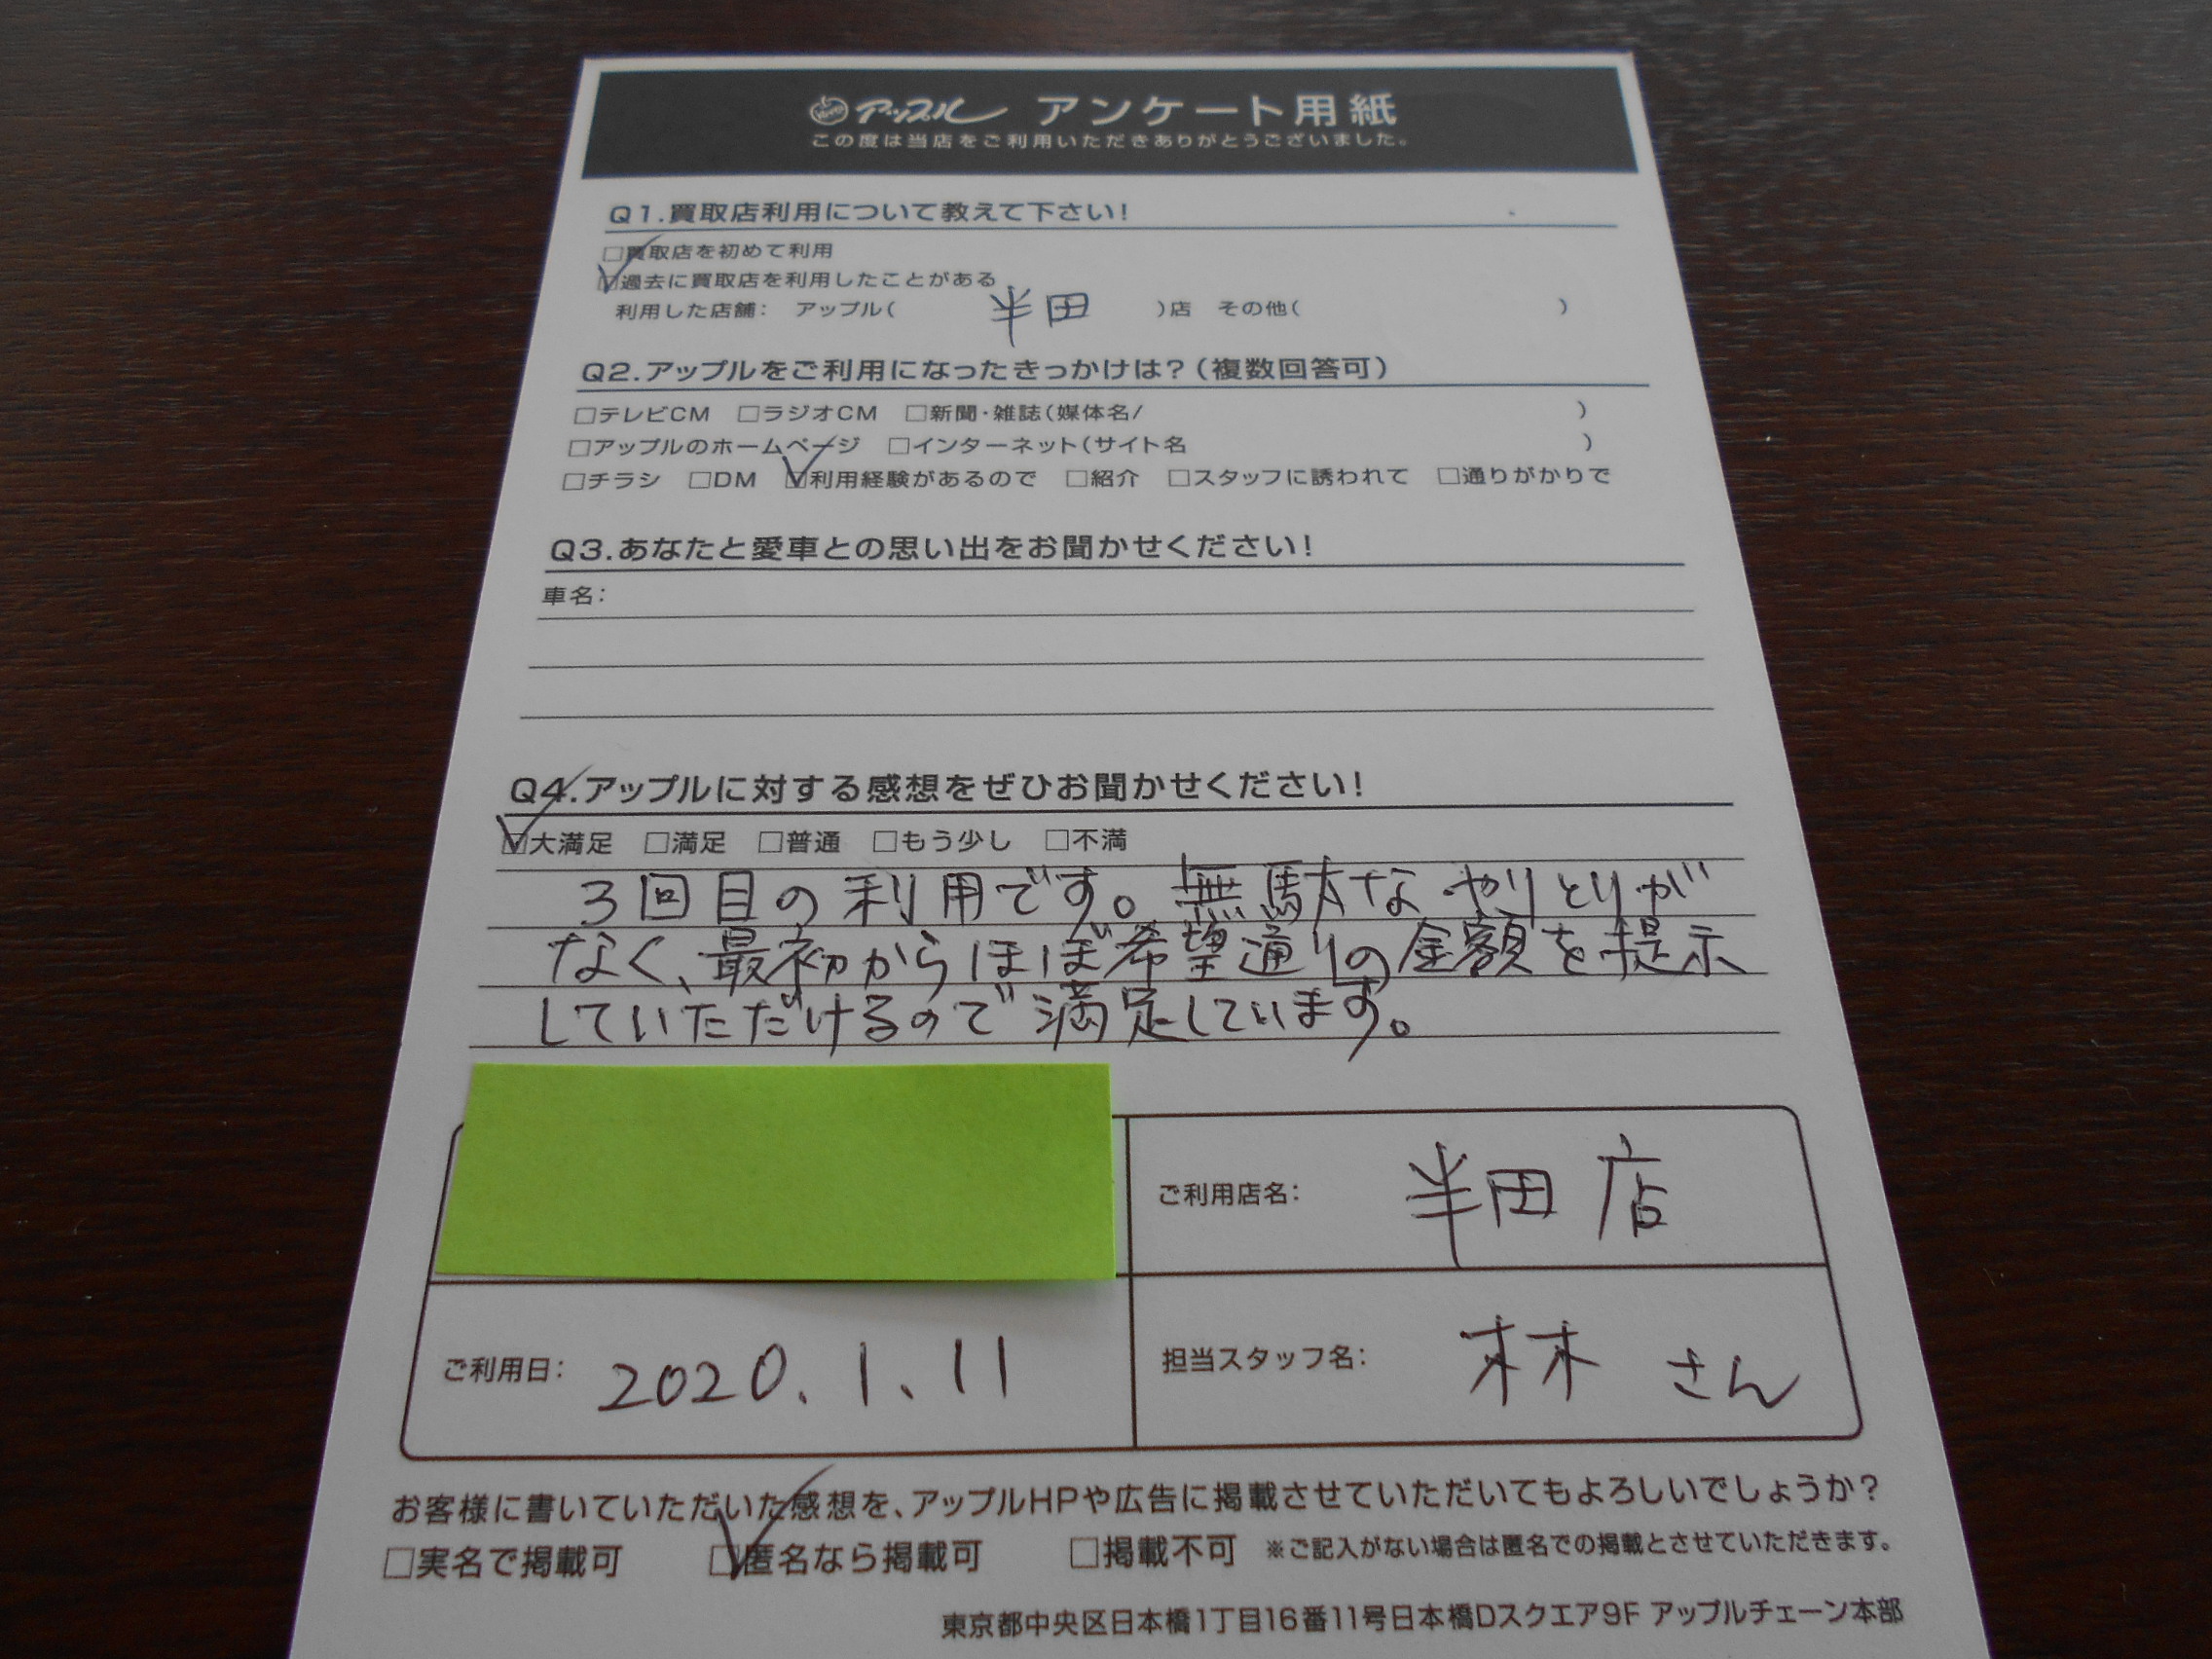 アップル アンケート用紙
この度は当店をご利用いただきありがとうございました。
Q1.買取店利用について教えて下さい!
□買取店を初めて利用
☑過去に買取店を利用したことがある
利用した店舗: アップル( 半田 )店 その他( )
Q2.アップルをご利用になったきっかけは?(複数回答可)
□テレビCM □ラジオCM □新聞・雑誌(媒体名/ )
□アップルのホームページ □インターネット(サイト名 )
□チラシ □DM ☑利用経験があるので □紹介 □スタッフに誘われて □通りがかりで
Q3.あなたと愛車との思い出をお聞かせください!
車名:
Q4.アップルに対する感想をぜひお聞かせください!
☑大満足 □満足 □普通 □もう少し □不満
3回目の利用です。無駄なやりとりが
なく、最初からほぼ希望通りの金額を提示
していただけるので満足しています。
ご利用店名: 半田店
ご利用日: 2020.1.11 担当スタッフ名: 林さん
お客様に書いていただいた感想を、アップルHPや広告に掲載させていただいてもよろしいでしょうか?
□実名で掲載可 ☑匿名なら掲載可 □掲載不可 ※ご記入がない場合は匿名での掲載とさせていただきます。
東京都中央区日本橋1丁目16番11号日本橋Dスクエア9F アップルチェーン本部